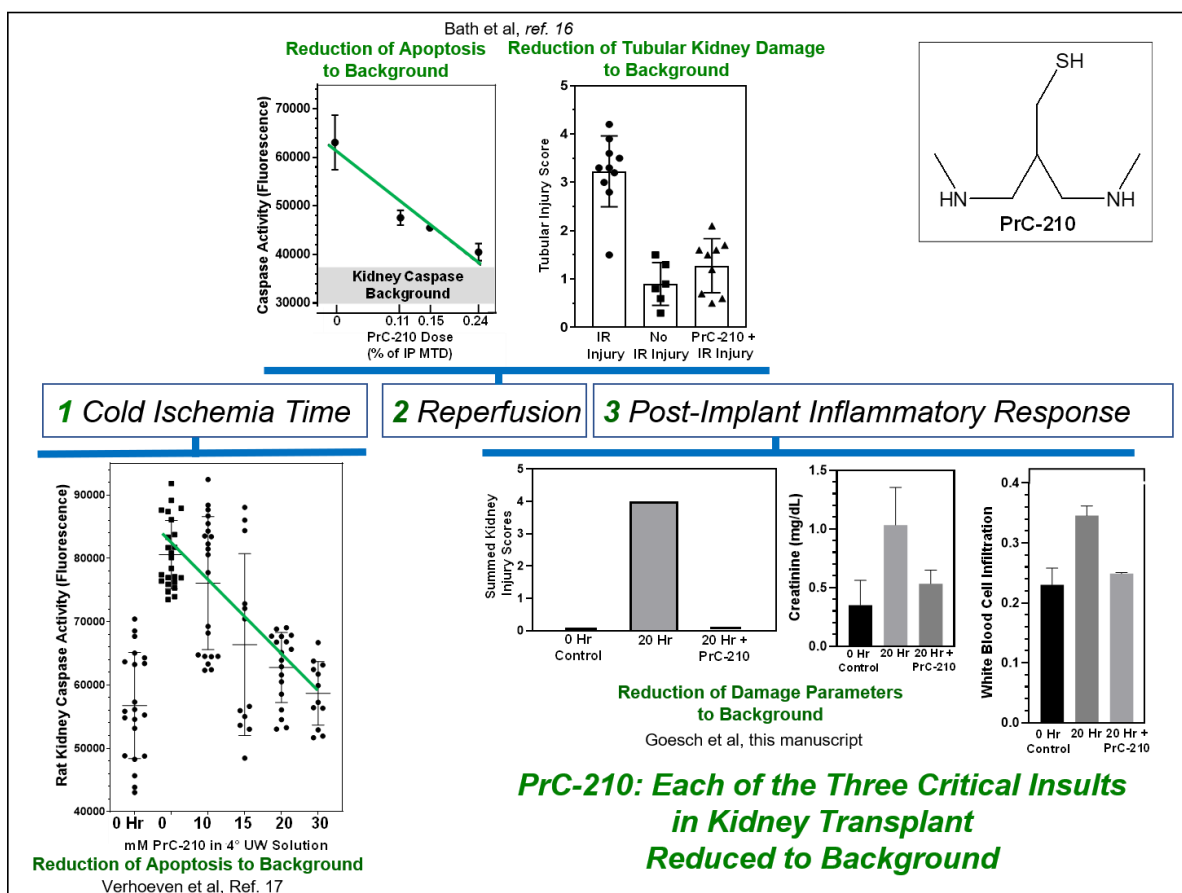 Bath et al, ref. 16
Reduction of Apoptosis
to Background
Caspase Activity (Fluorescence)
70000
60000
50000
40000
30000
Kidney Caspase
Background
0
0.11
0.15
0.24
PrC-210 Dose
(% of IP MTD)
Reduction of Tubular Kidney Damage
to Background
Tubular Injury Score
5
4
3
2
1
0
IR
Injury
No
IR Injury
PrC-210 +
IR Injury
SH
HN
NH
PrC-210
1 Cold Ischemia Time
2 Reperfusion
3 Post-Implant Inflammatory Response
Rat Kidney Caspase Activity (Fluorescence)
90000
80000
70000
60000
50000
40000
0 Hr
0
10
15
20
30
mM PrC-210 in 4° UW Solution
Reduction of Apoptosis to Background
Verhoeven et al, Ref. 17
Summed Kidney
Injury Scores
5
4
3
2
1
0
0 Hr
Control
20 Hr
20 Hr +
PrC-210
Creatinine (mg/dL)
1.5
1.0
0.5
0.0
0 Hr
Control
20 Hr
20 Hr +
PrC-210
White Blood Cell Infiltration
0.4
0.3
0.2
0.1
0.0
0 Hr
Control
20 Hr
20 Hr +
PrC-210
Reduction of Damage Parameters
to Background
Goesch et al, this manuscript
PrC-210: Each of the Three Critical Insults
in Kidney Transplant
Reduced to Background